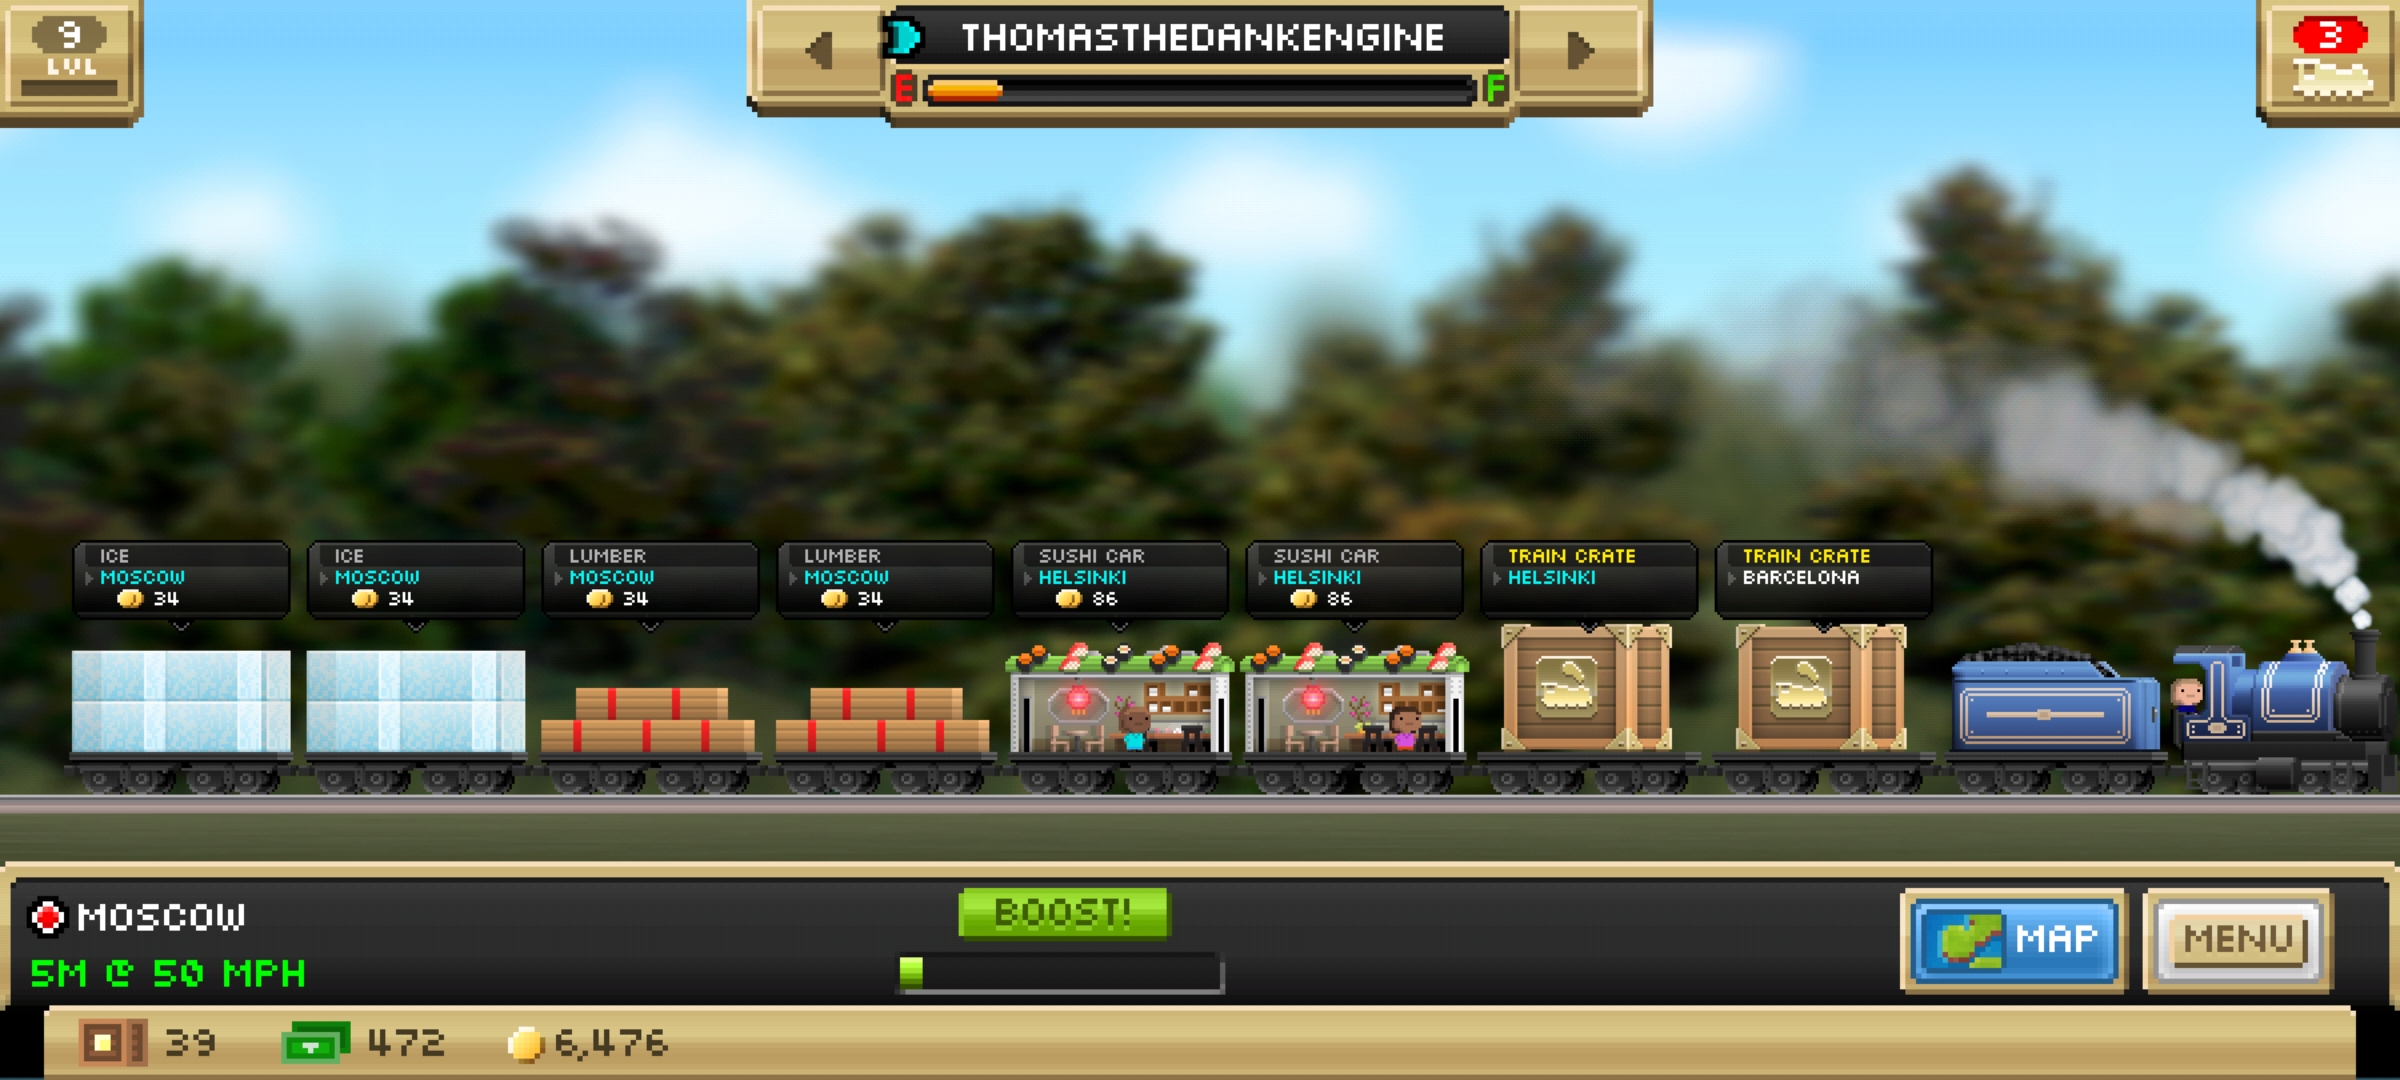 9
LVL
THOMASTHEDANKENGINE
E
F
3
ICE
MOSCOW
34
ICE
MOSCOW
34
LUMBER
MOSCOW
34
LUMBER
MOSCOW
34
SUSHI CAR
HELSINKI
86
SUSHI CAR
HELSINKI
86
TRAIN CRATE
HELSINKI
TRAIN CRATE
BARCELONA
MOSCOW
5M @ 50 MPH
BOOST!
MAP
MENU
39
472
6,476